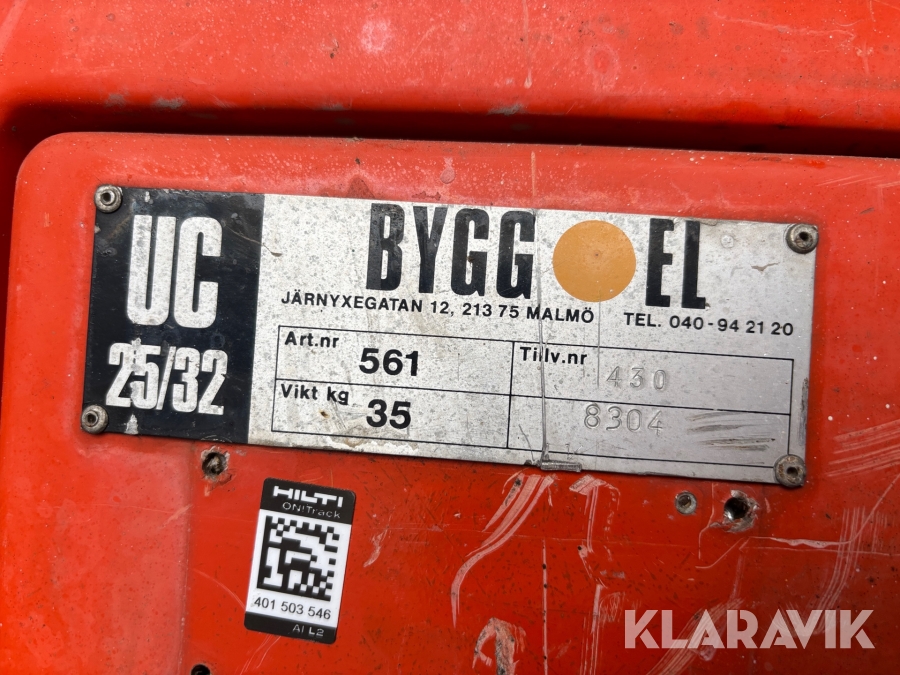 UC
25/32
BYGG EL
JÄRNYXEGATAN 12, 213 75 MALMÖ
TEL. 040-94 21 20
Art.nr 561
Tillv.nr 430
Vikt kg 35
8304
HILTI
ON!Track
401 503 546
AI L2
KLARAVIK